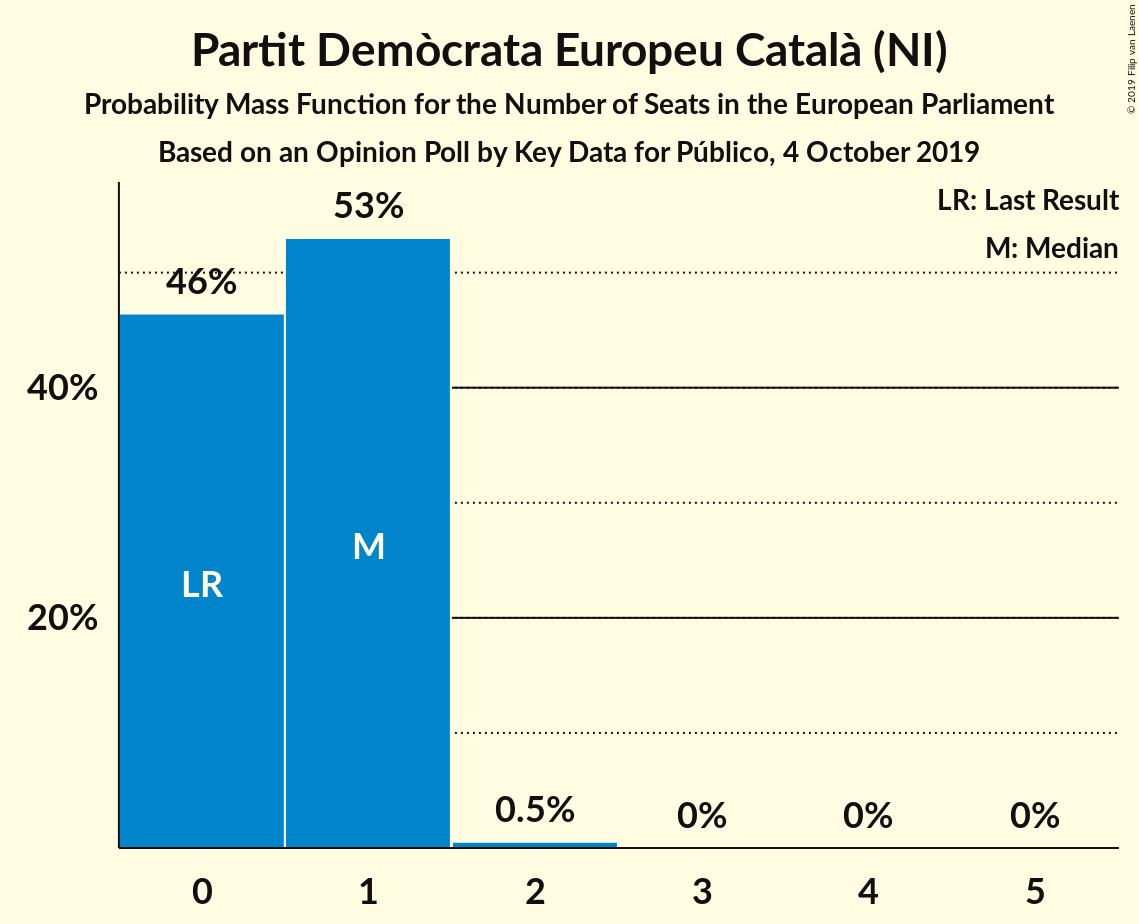 Partit Demòcrata Europeu Català (NI)
Probability Mass Function for the Number of Seats in the European Parliament
Based on an Opinion Poll by Key Data for Público, 4 October 2019
© 2019 Filip van Laenen
LR: Last Result
M: Median
53%
46%
40%
M
LR
20%
0.5%
0%
0%
0%
0
1
2
3
4
5